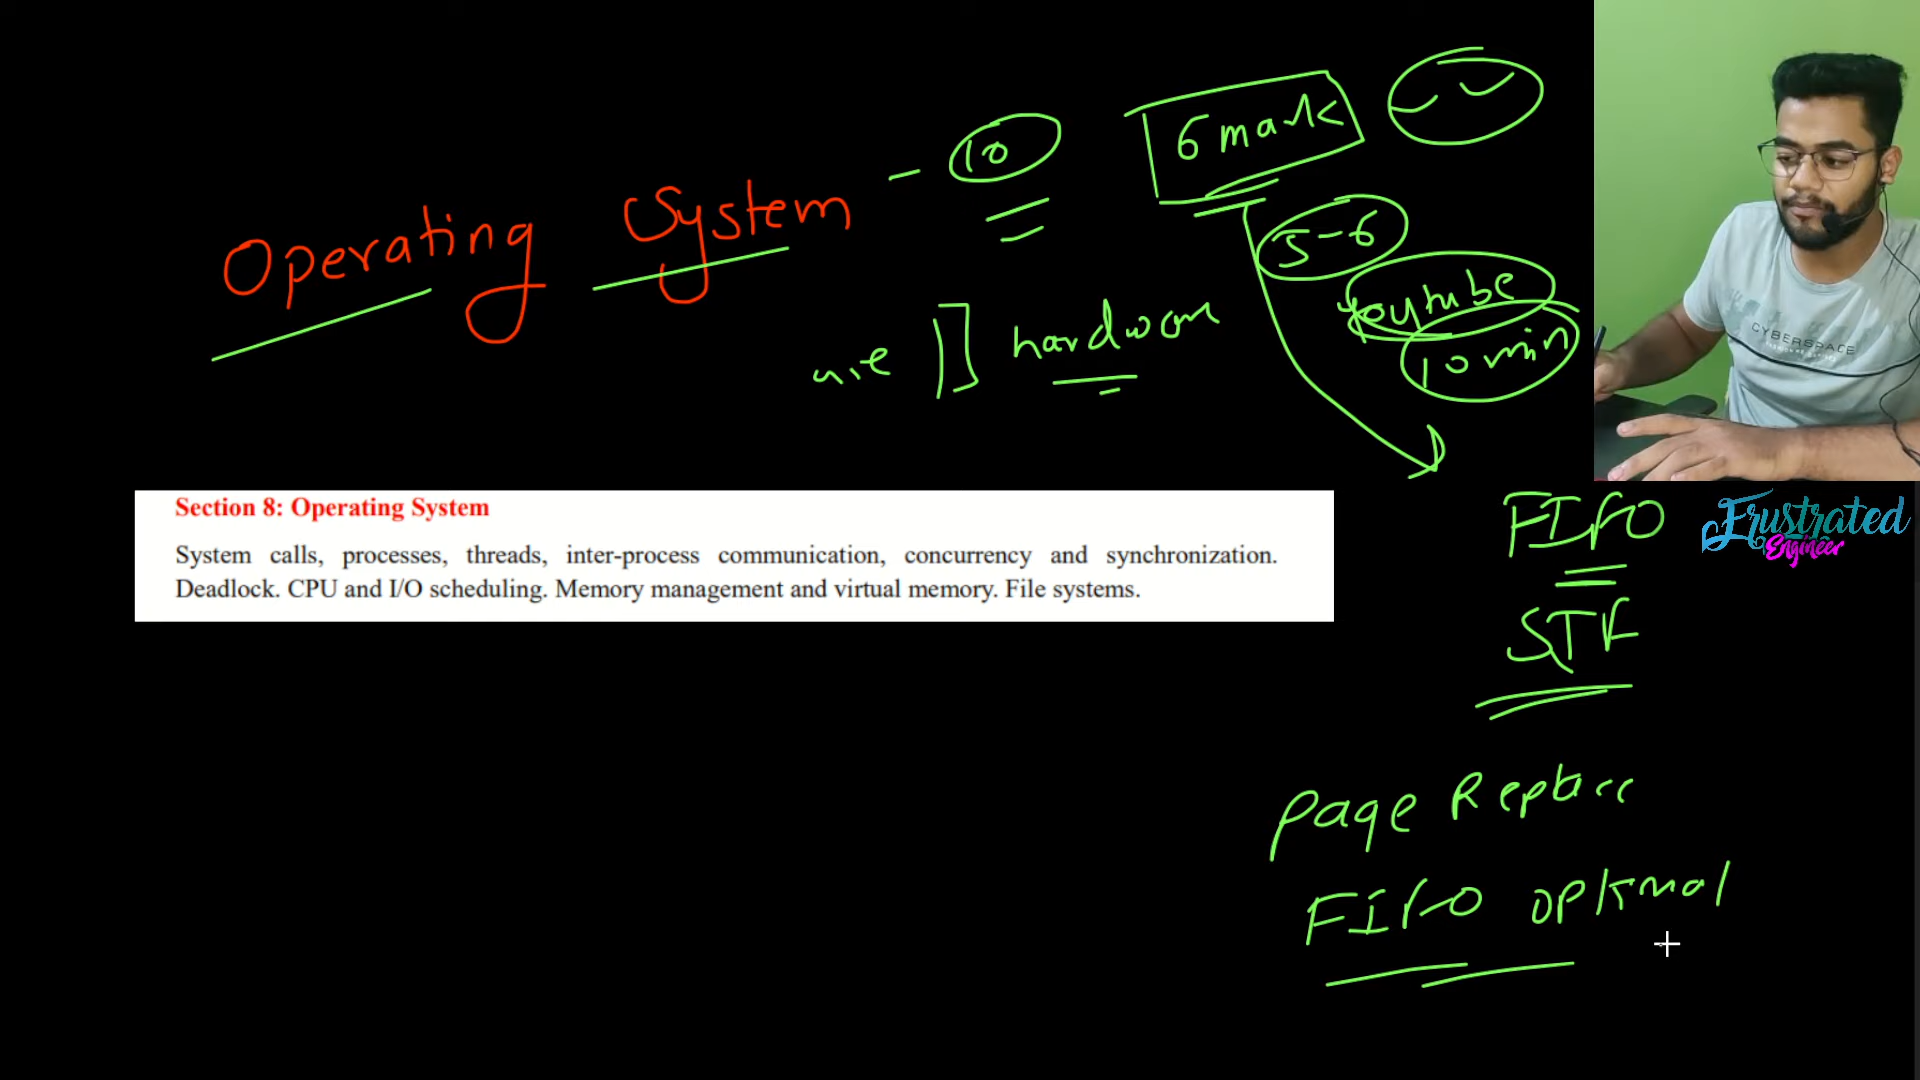 Operating System - 10
6 mark
5-6
youtube
10 min
hardware
Section 8: Operating System
System calls, processes, threads, inter-process communication, concurrency and synchronization.
Deadlock. CPU and I/O scheduling. Memory management and virtual memory. File systems.
FIFO
Frustrated
Engineer
Page
FIFO optimal
CYBERSPACE